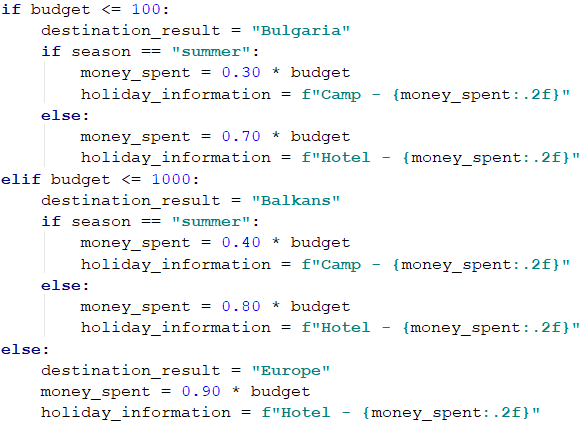 if budget <= 100:
    destination_result = "Bulgaria"
    if season == "summer":
        money_spent = 0.30 * budget
        holiday_information = f"Camp - {money_spent:.2f}"
    else:
        money_spent = 0.70 * budget
        holiday_information = f"Hotel - {money_spent:.2f}"
elif budget <= 1000:
    destination_result = "Balkans"
    if season == "summer":
        money_spent = 0.40 * budget
        holiday_information = f"Camp - {money_spent:.2f}"
    else:
        money_spent = 0.80 * budget
        holiday_information = f"Hotel - {money_spent:.2f}"
else:
    destination_result = "Europe"
    money_spent = 0.90 * budget
    holiday_information = f"Hotel - {money_spent:.2f}"